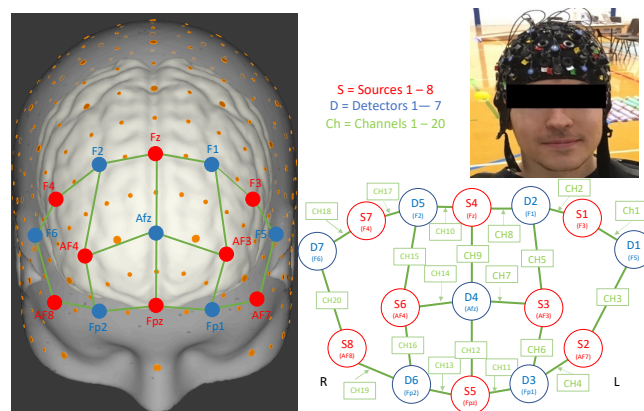 Fz
F2
F1
F4
F3
F6
Afz
F5
AF4
AF3
AF8
Fp2
Fpz
Fp1
AF7
S = Sources 1 – 8
D = Detectors 1— 7
Ch = Channels 1 – 20
CH17
CH2
CH18
S7
(F4)
D5
(F2)
S4
(Fz)
D2
(F1)
S1
(F3)
Ch1
CH10
CH8
D7
(F6)
D1
(F5)
CH15
CH9
CH5
CH14
CH7
CH20
CH3
S6
(AF4)
D4
(Afz)
S3
(AF3)
S8
(AF8)
CH16
CH12
CH6
S2
(AF7)
R
CH19
D6
(Fp2)
CH13
S5
(Fpz)
CH11
D3
(Fp1)
CH4
L